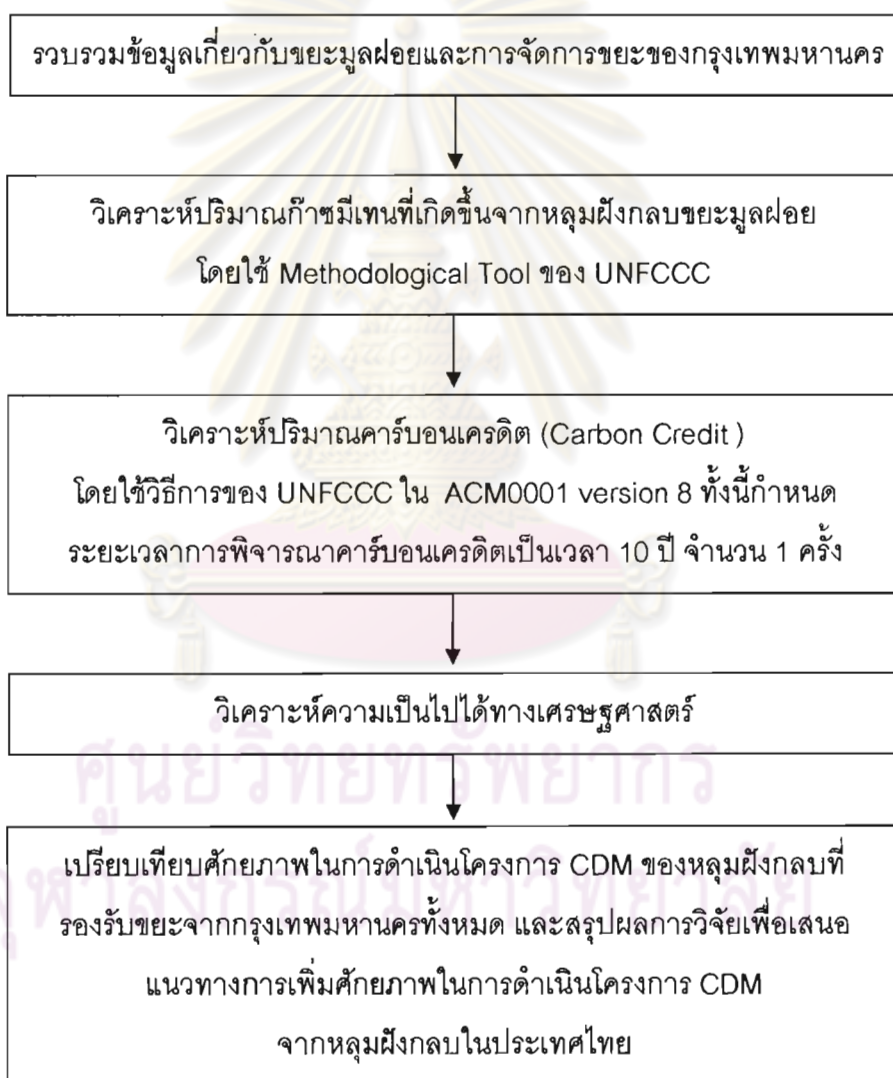 รวบรวมข้อมูลเกี่ยวกับขยะมูลฝอยและการจัดการขยะของกรุงเทพมหานคร
วิเคราะห์ปริมาณก๊าซมีเทนที่เกิดขึ้นจากหลุมฝังกลบขยะมูลฝอย
โดยใช้ Methodological Tool ของ UNFCCC
วิเคราะห์ปริมาณคาร์บอนเครดิต (Carbon Credit )
โดยใช้วิธีการของ UNFCCC ใน ACM0001 version 8 ทั้งนี้กำหนด
ระยะเวลาการพิจารณาคาร์บอนเครดิตเป็นเวลา 10 ปี จำนวน 1 ครั้ง
วิเคราะห์ความเป็นไปได้ทางเศรษฐศาสตร์
ศูนย์วิทยทรัพยากร
เปรียบเทียบศักยภาพในการดำเนินโครงการ CDM ของหลุมฝังกลบที่
จุฬาลงกรณ์มหาวิทยาลัย
รองรับขยะจากกรุงเทพมหานครทั้งหมด และสรุปผลการวิจัยเพื่อเสนอ
แนวทางการเพิ่มศักยภาพในการดำเนินโครงการ CDM
จากหลุมฝังกลบในประเทศไทย